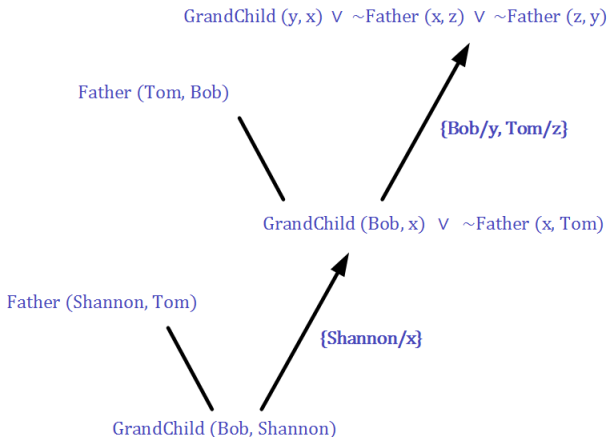 GrandChild (y, x) ∨ ~Father (x, z) ∨ ~Father (z, y)
Father (Tom, Bob)
{Bob/y, Tom/z}
GrandChild (Bob, x) ∨ ~Father (x, Tom)
Father (Shannon, Tom)
{Shannon/x}
GrandChild (Bob, Shannon)